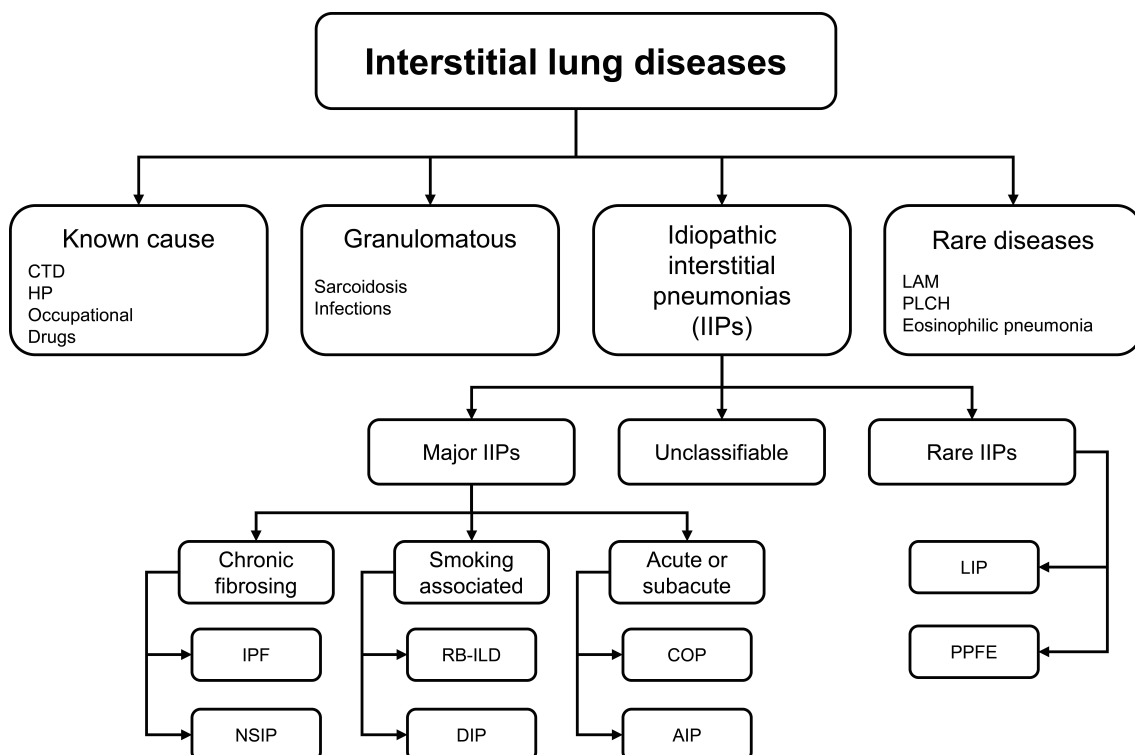 Interstitial lung diseases
Known cause
CTD
HP
Occupational
Drugs
Granulomatous
Sarcoidosis
Infections
Idiopathic
interstitial
pneumonias
(IIPs)
Rare diseases
LAM
PLCH
Eosinophilic pneumonia
Major IIPs
Unclassifiable
Rare IIPs
Chronic
fibrosing
IPF
NSIP
Smoking
associated
RB-ILD
DIP
Acute or
subacute
COP
AIP
LIP
PPFE